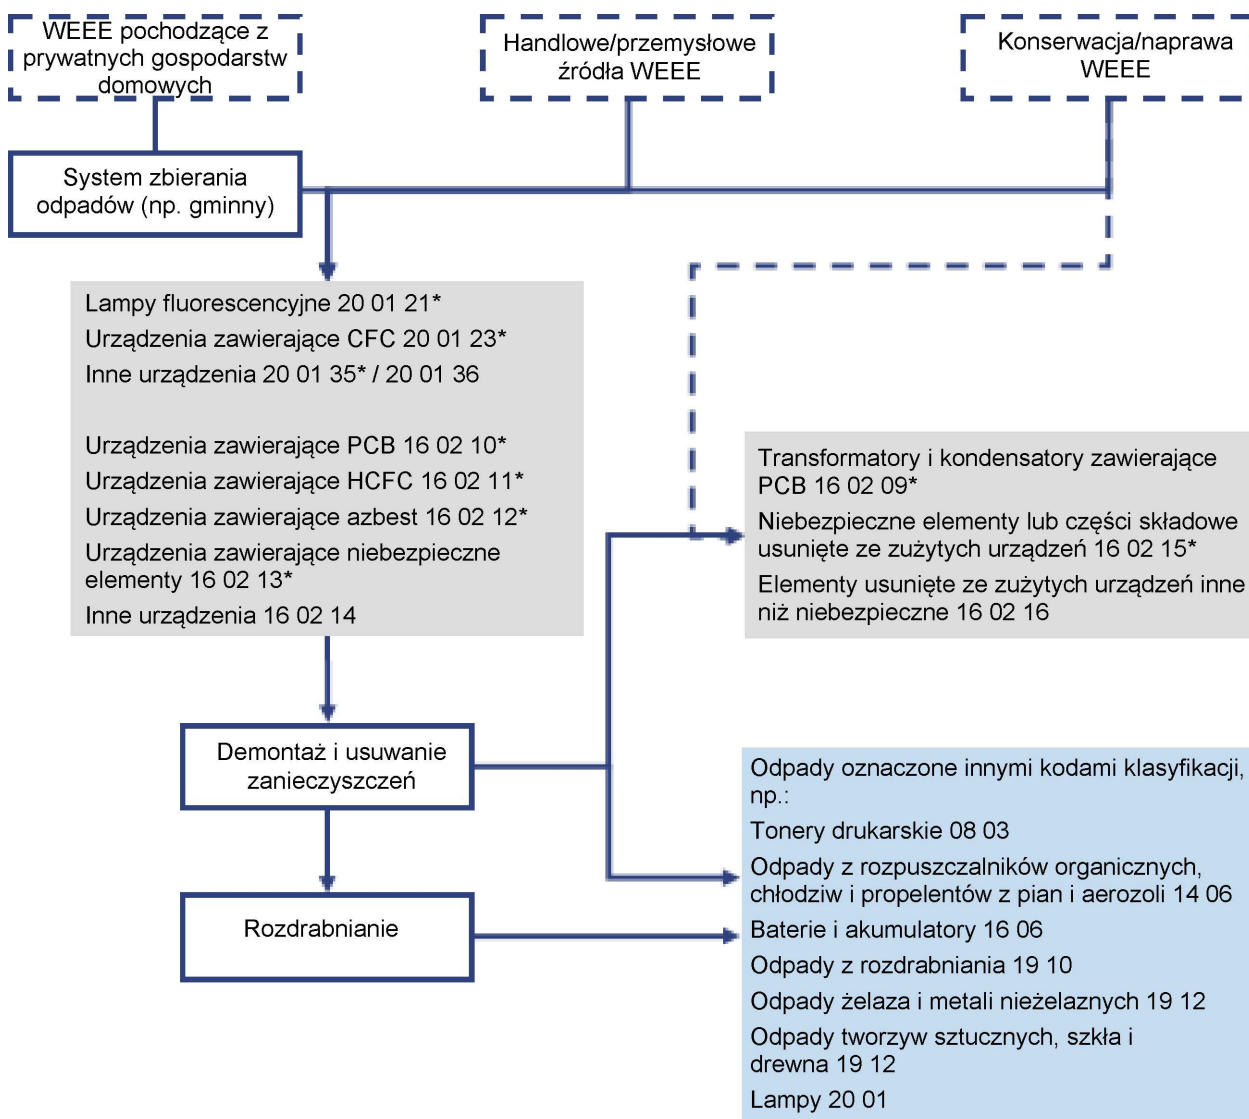 WEEE pochodzące z
prywatnych gospodarstw
domowych
Handlowe/przemysłowe
źródła WEEE
Konserwacja/naprawa
WEEE
System zbierania
odpadów (np. gminny)
Lampy fluorescencyjne 20 01 21*
Urządzenia zawierające CFC 20 01 23*
Inne urządzenia 20 01 35* / 20 01 36
Urządzenia zawierające PCB 16 02 10*
Urządzenia zawierające HCFC 16 02 11*
Urządzenia zawierające azbest 16 02 12*
Urządzenia zawierające niebezpieczne
elementy 16 02 13*
Inne urządzenia 16 02 14
Transformatory i kondensatory zawierające
PCB 16 02 09*
Niebezpieczne elementy lub części składowe
usunięte ze zużytych urządzeń 16 02 15*
Elementy usunięte ze zużytych urządzeń inne
niż niebezpieczne 16 02 16
Demontaż i usuwanie
zanieczyszczeń
Rozdrabnianie
Odpady oznaczone innymi kodami klasyfikacji,
np.:
Tonery drukarskie 08 03
Odpady z rozpuszczalników organicznych,
chłodziw i propelentów z pian i aerozoli 14 06
Baterie i akumulatory 16 06
Odpady z rozdrabniania 19 10
Odpady żelaza i metali nieżelaznych 19 12
Odpady tworzyw sztucznych, szkła i
drewna 19 12
Lampy 20 01